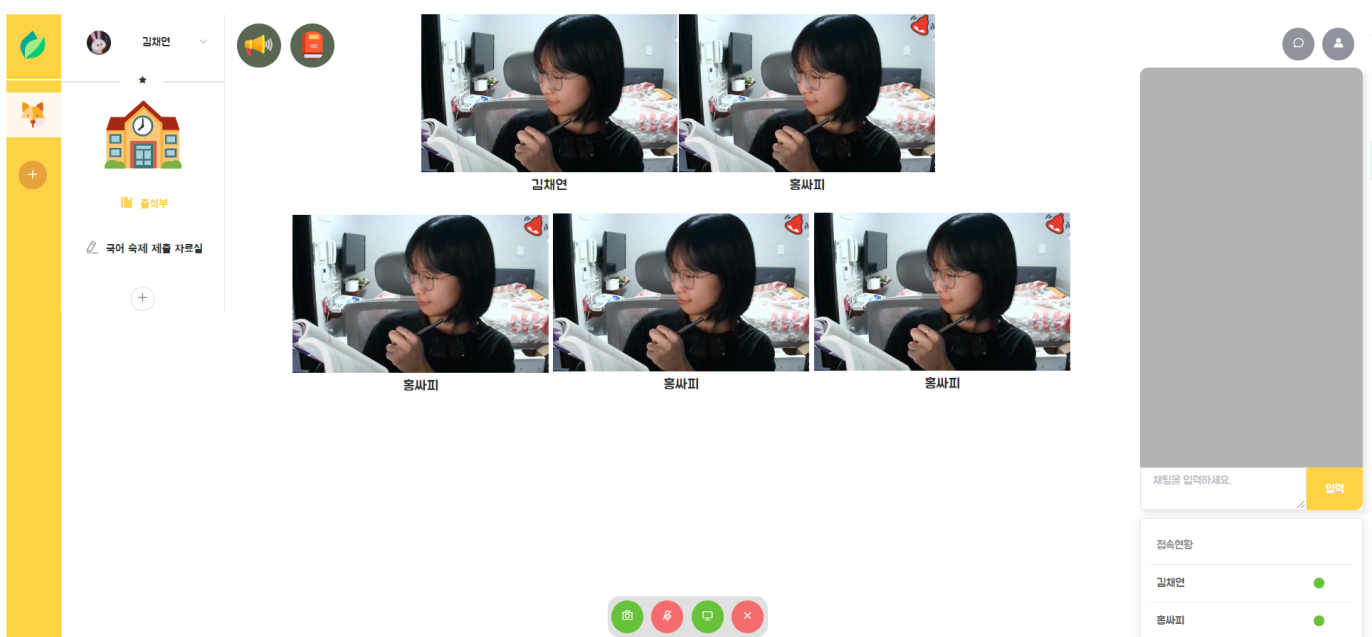 김채연
출석부
국어 숙제 제출 자료실
김채연
홍싸피
홍싸피
홍싸피
홍싸피
채팅을 입력하세요.
입력
접속현황
김채연
홍싸피